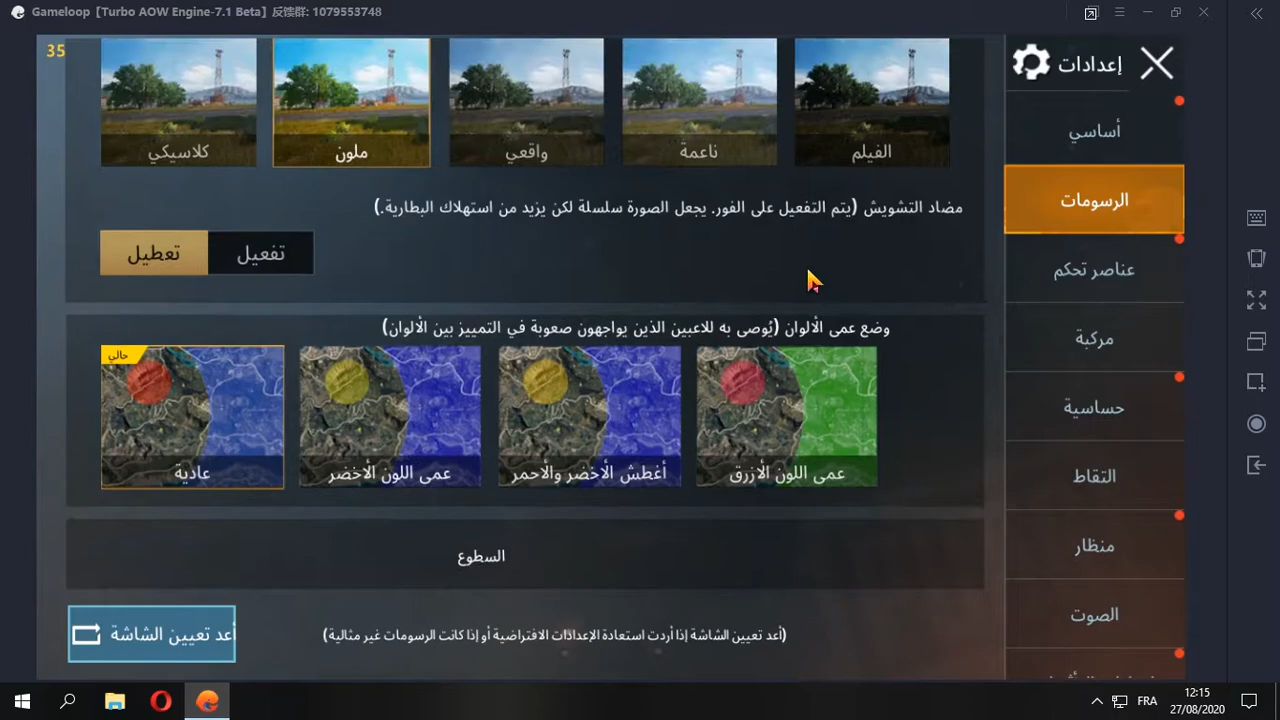 Gameloop【Turbo AOW Engine-7.1 Beta】反馈群: 1079553748
35
إعدادات
أساسي
الرسومات
عناصر تحكم
مركبة
حساسية
التقاط
منظار
الصوت
كلاسيكي
ملون
واقعي
ناعمة
الفيلم
مضاد التشويش (يتم التفعيل على الفور. يجعل الصورة سلسلة لكن يزيد من استهلاك البطارية.)
تعطيل
تفعيل
وضع عمى الألوان (يُوصى به للاعبين الذين يواجهون صعوبة في التمييز بين الألوان)
حالي
عادية
عمى اللون الأخضر
أغطش الأخضر والأحمر
عمى اللون الأزرق
السطوع
أعد تعيين الشاشة
(أعد تعيين الشاشة إذا أردت استعادة الإعدادات الافتراضية أو إذا كانت الرسومات غير مثالية)
FRA
12:15
27/08/2020